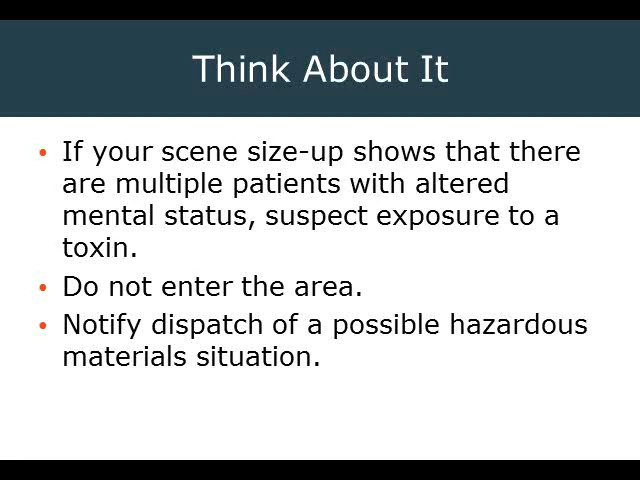 Think About It
• If your scene size-up shows that there
are multiple patients with altered
mental status, suspect exposure to a
toxin.
• Do not enter the area.
• Notify dispatch of a possible hazardous
materials situation.